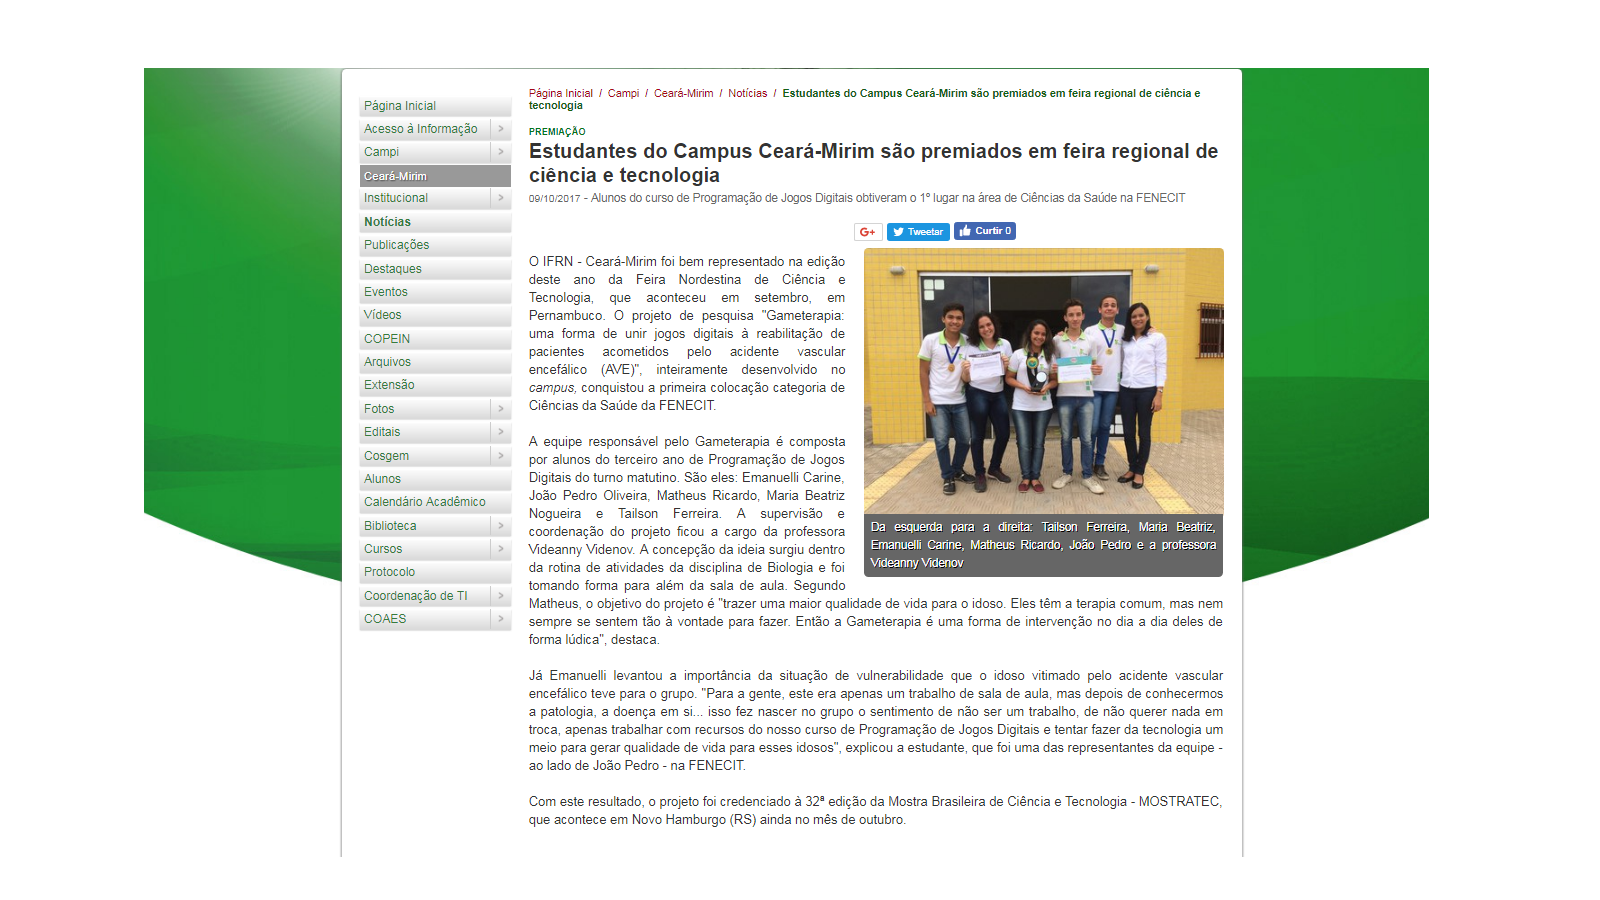 Página Inicial / Campi / Ceará-Mirim / Notícias / Estudantes do Campus Ceará-Mirim são premiados em feira regional de ciência e
tecnologia
Página Inicial
Acesso à Informação
Campi
Ceará-Mirim
Institucional
Notícias
Publicações
Destaques
Eventos
Vídeos
COPEIN
Arquivos
Extensão
Fotos
Editais
Cosgem
Alunos
Calendário Acadêmico
Biblioteca
Cursos
Protocolo
Coordenação de TI
COAES
PREMIAÇÃO
Estudantes do Campus Ceará-Mirim são premiados em feira regional de
ciência e tecnologia
09/10/2017 - Alunos do curso de Programação de Jogos Digitais obtiveram o 1º lugar na área de Ciências da Saúde na FENECIT
G+ Tweetar Curtir 0
O IFRN - Ceará-Mirim foi bem representado na edição
deste ano da Feira Nordestina de Ciência e
Tecnologia, que aconteceu em setembro, em
Pernambuco. O projeto de pesquisa "Gameterapia:
uma forma de unir jogos digitais à reabilitação de
pacientes acometidos pelo acidente vascular
encefálico (AVE)", inteiramente desenvolvido no
campus, conquistou a primeira colocação categoria de
Ciências da Saúde da FENECIT.
Da esquerda para a direita: Tailson Ferreira, Maria Beatriz,
Emanuelli Carine, Matheus Ricardo, João Pedro e a professora
Videanny Videnov
A equipe responsável pelo Gameterapia é composta
por alunos do terceiro ano de Programação de Jogos
Digitais do turno matutino. São eles: Emanuelli Carine,
João Pedro Oliveira, Matheus Ricardo, Maria Beatriz
Nogueira e Tailson Ferreira. A supervisão e
coordenação do projeto ficou a cargo da professora
Videanny Videnov. A concepção da ideia surgiu dentro
da rotina de atividades da disciplina de Biologia e foi
tomando forma para além da sala de aula. Segundo
Matheus, o objetivo do projeto é "trazer uma maior qualidade de vida para o idoso. Eles têm a terapia comum, mas nem
sempre se sentem tão à vontade para fazer. Então a Gameterapia é uma forma de intervenção no dia a dia deles de
forma lúdica", destaca.
Já Emanuelli levantou a importância da situação de vulnerabilidade que o idoso vitimado pelo acidente vascular
encefálico teve para o grupo. "Para a gente, este era apenas um trabalho de sala de aula, mas depois de conhecermos
a patologia, a doença em si... isso fez nascer no grupo o sentimento de não ser um trabalho, de não querer nada em
troca, apenas trabalhar com recursos do nosso curso de Programação de Jogos Digitais e tentar fazer da tecnologia um
meio para gerar qualidade de vida para esses idosos", explicou a estudante, que foi uma das representantes da equipe -
ao lado de João Pedro - na FENECIT.
Com este resultado, o projeto foi credenciado à 32ª edição da Mostra Brasileira de Ciência e Tecnologia - MOSTRATEC,
que acontece em Novo Hamburgo (RS) ainda no mês de outubro.